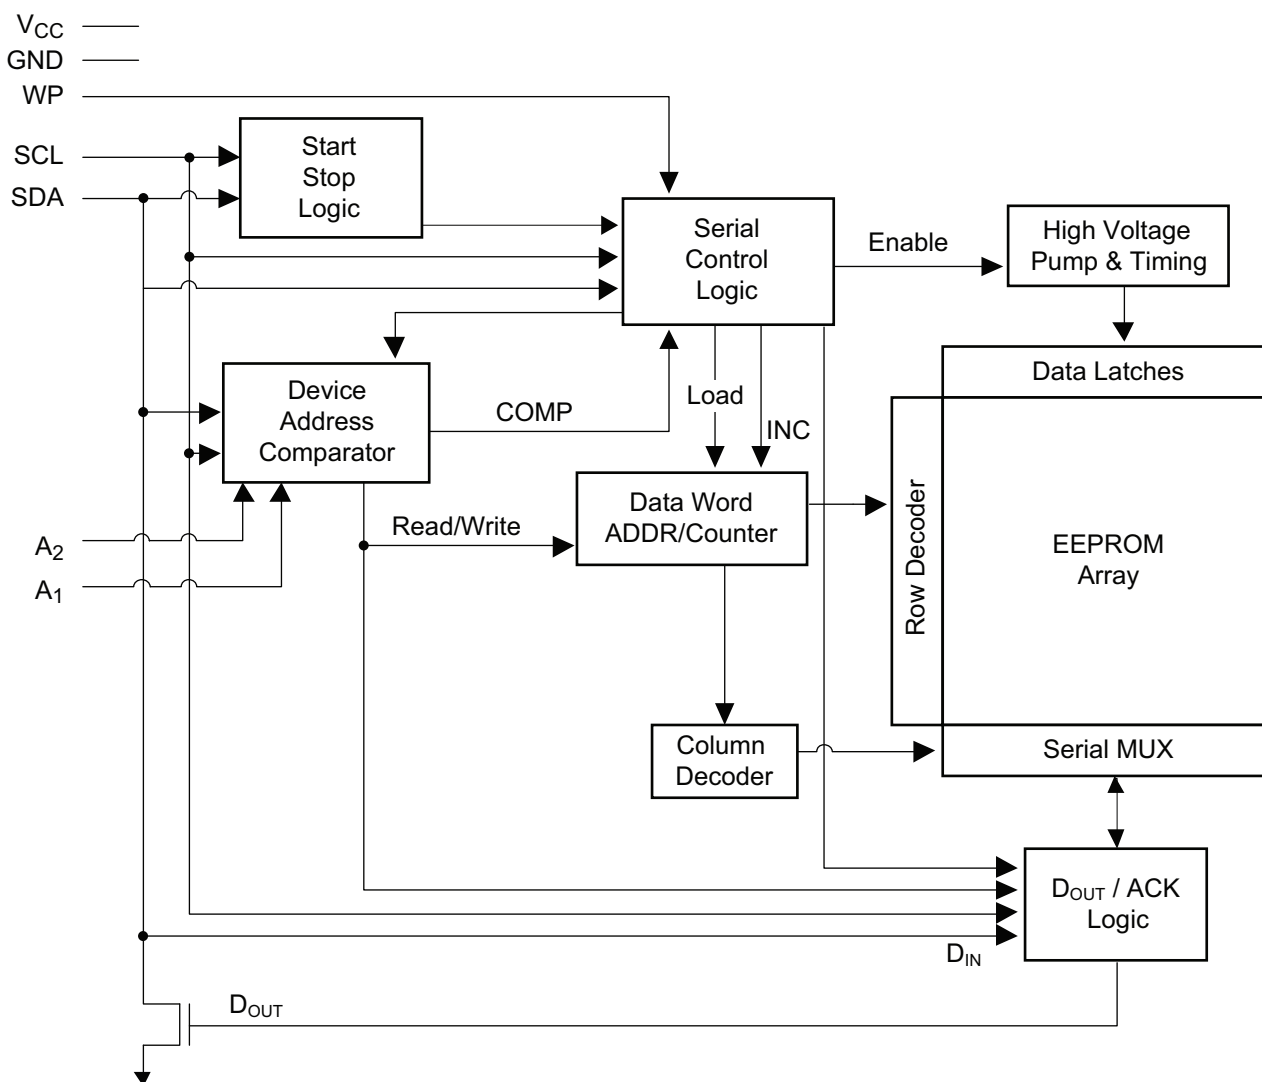 VCC
GND
WP
SCL
SDA
Start
Stop
Logic
Serial
Control
Logic
Enable
High Voltage
Pump & Timing
Data Latches
Device
Address
Comparator
COMP
Load
INC
Data Word
ADDR/Counter
Read/Write
Row Decoder
EEPROM
Array
A2
A1
Column
Decoder
Serial MUX
DOUT / ACK
Logic
DIN
DOUT